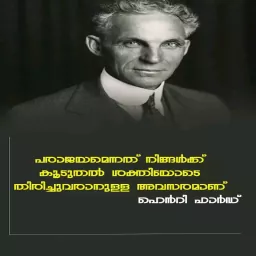 പരാജയമെന്നത് നിങ്ങൾക്ക്
കൂടുതൽ ശക്തിയോടെ
തിരിച്ചുവരാനുള്ള അവസരമാണ്
ഹെൻറി ഫോർഡ്